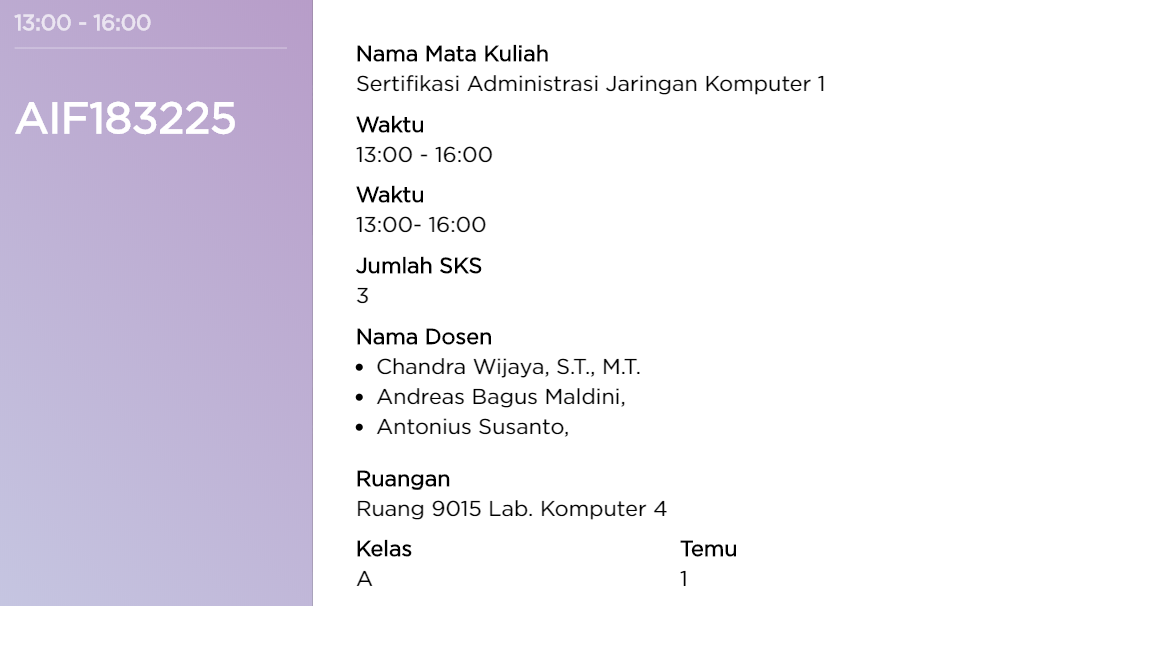 13:00 - 16:00
AIF183225
Nama Mata Kuliah
Sertifikasi Administrasi Jaringan Komputer 1
Waktu
13:00 - 16:00
Waktu
13:00- 16:00
Jumlah SKS
3
Nama Dosen
• Chandra Wijaya, S.T., M.T.
• Andreas Bagus Maldini,
• Antonius Susanto,
Ruangan
Ruang 9015 Lab. Komputer 4
Kelas Temu
A 1